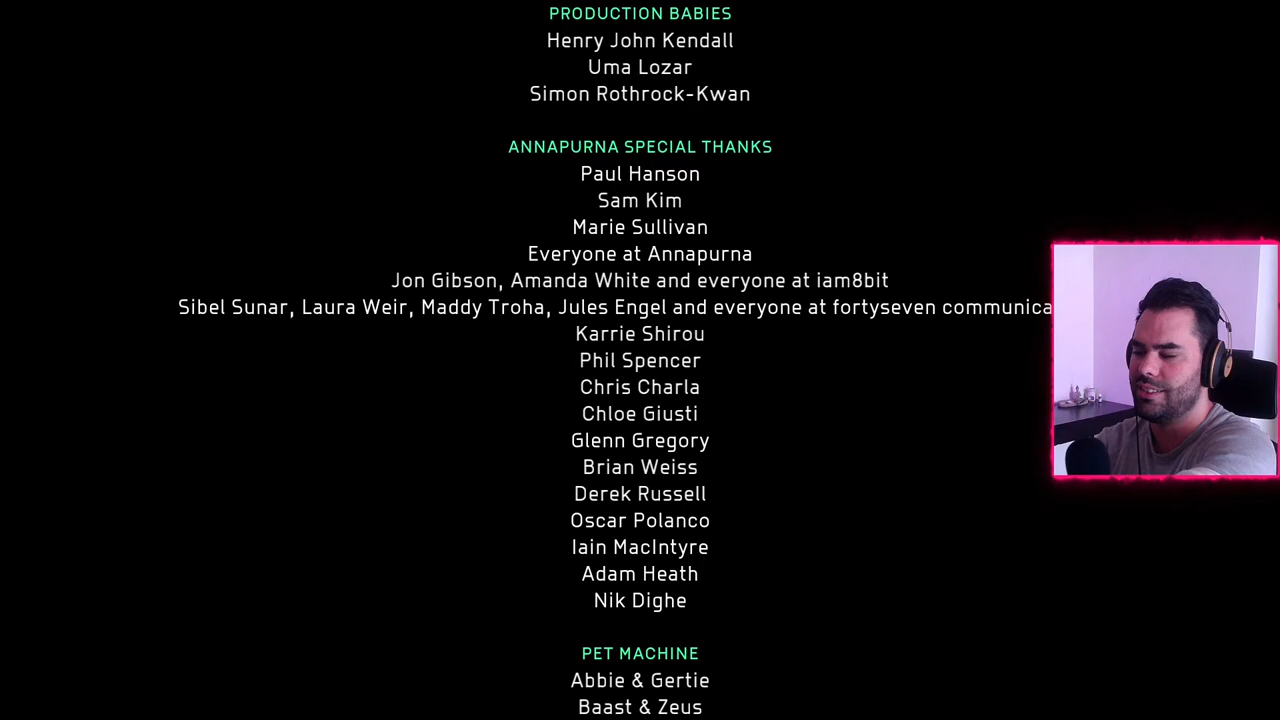 PRODUCTION BABIES
Henry John Kendall
Uma Lozar
Simon Rothrock-Kwan
ANNAPURNA SPECIAL THANKS
Paul Hanson
Sam Kim
Marie Sullivan
Everyone at Annapurna
Jon Gibson, Amanda White and everyone at iam8bit
Sibel Sunar, Laura Weir, Maddy Troha, Jules Engel and everyone at fortyseven communica
Karrie Shirou
Phil Spencer
Chris Charla
Chloe Giusti
Glenn Gregory
Brian Weiss
Derek Russell
Oscar Polanco
Iain MacIntyre
Adam Heath
Nik Dighe
PET MACHINE
Abbie & Gertie
Baast & Zeus